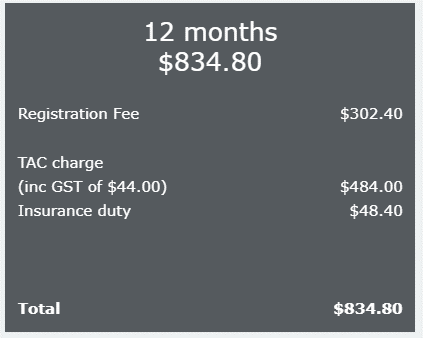 12 months
$834.80
Registration Fee $302.40
TAC charge
(inc GST of $44.00) $484.00
Insurance duty $48.40
Total $834.80